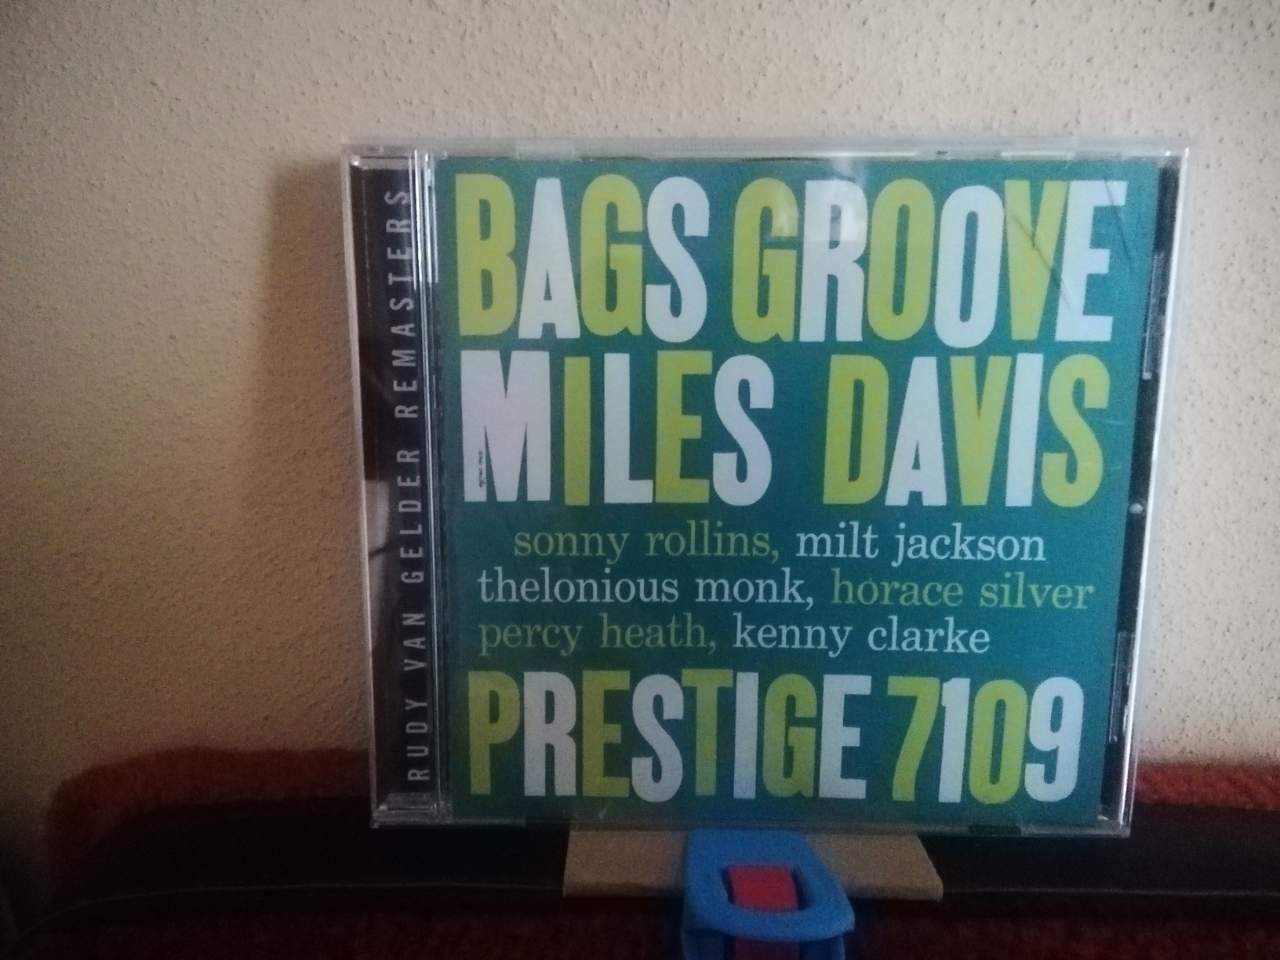 RUDY VAN GELDER REMASTERS
BAGS GROOVE
MILES DAVIS
sonny rollins, milt jackson
thelonious monk, horace silver
percy heath, kenny clarke
PRESTIGE 7109